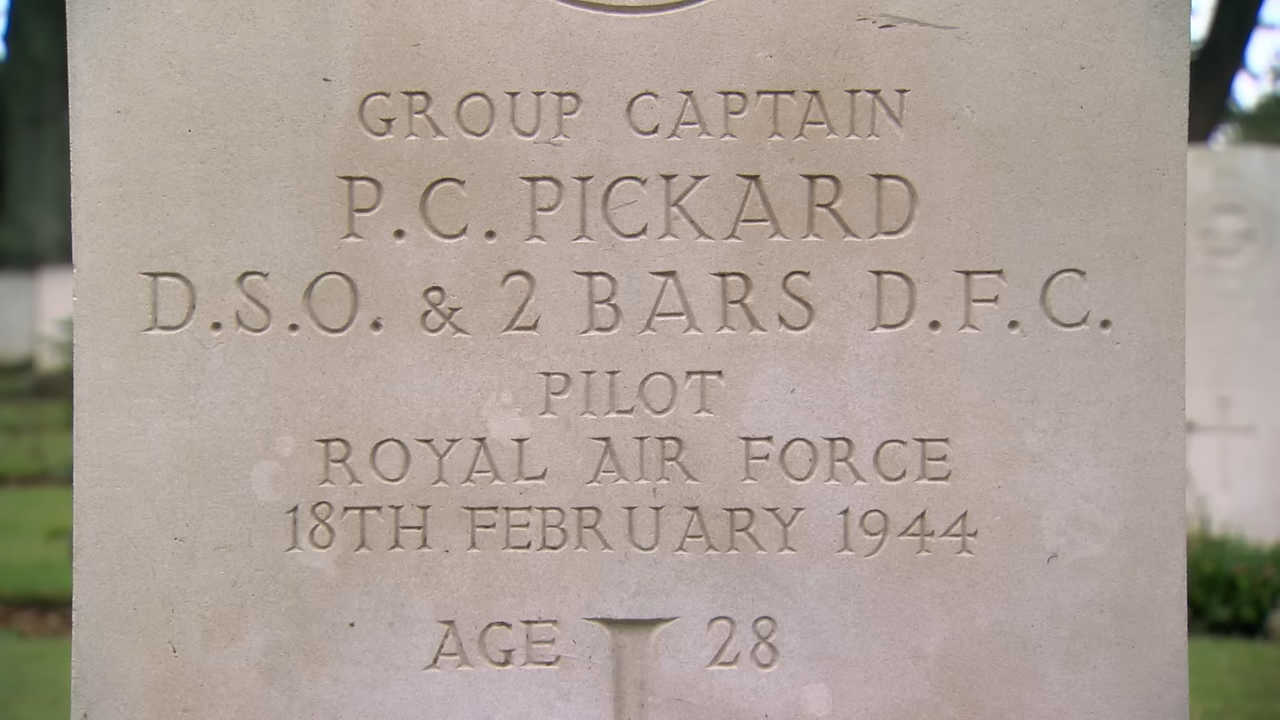 GROUP CAPTAIN
P.C. PICKARD
D.S.O. & 2 BARS D.F.C.
PILOT
ROYAL AIR FORCE
18TH FEBRUARY 1944
AGE 28